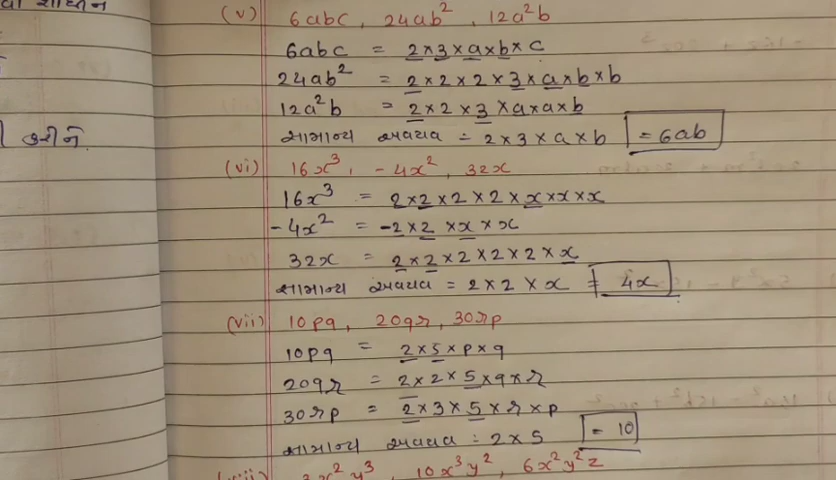 (v) 6abc, 24ab², 12a²b
6abc = 2×3×a×b×c
24ab² = 2×2×2×3×a×b×b
12a²b = 2×2×3×a×a×b
સામાન્ય અવયવ = 2×3×a×b = 6ab
(vi) 16x³, -4x², 32x
16x³ = 2×2×2×2×x×x×x
-4x² = -2×2×x×x
32x = 2×2×2×2×2×x
સામાન્ય અવયવ = 2×2×x = 4x
(vii) 10pq, 20qr, 30rp
10pq = 2×5×p×q
20qr = 2×2×5×q×r
30rp = 2×3×5×r×p
સામાન્ય અવયવ = 2×5 = 10
3x²y³, 10x³y², 6x²y²z